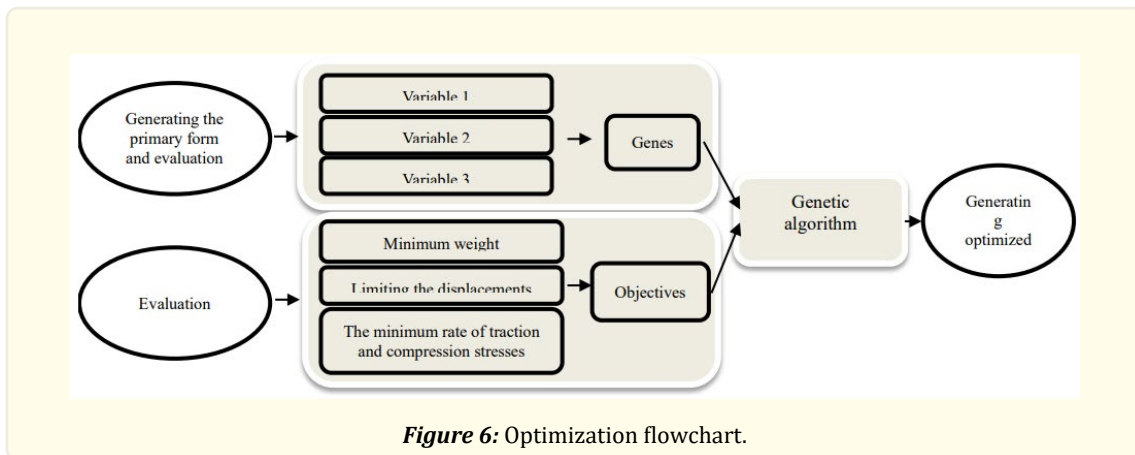 Generating the
primary form
and evaluation
Variable 1
Variable 2
Variable 3
Genes
Evaluation
Minimum weight
Limiting the displacements
The minimum rate of traction
and compression stresses
Objectives
Genetic
algorithm
Generatin
g
optimized
Figure 6: Optimization flowchart.